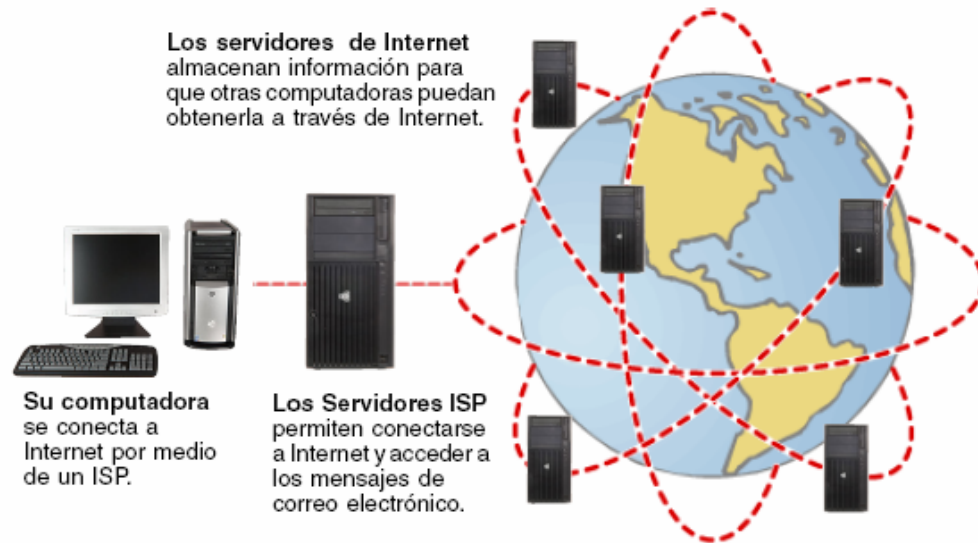 Los servidores de Internet
almacenan información para
que otras computadoras puedan
obtenerla a través de Internet.
Su computadora
se conecta a
Internet por medio
de un ISP.
Los Servidores ISP
permiten conectarse
a Internet y acceder a
los mensajes de
correo electrónico.